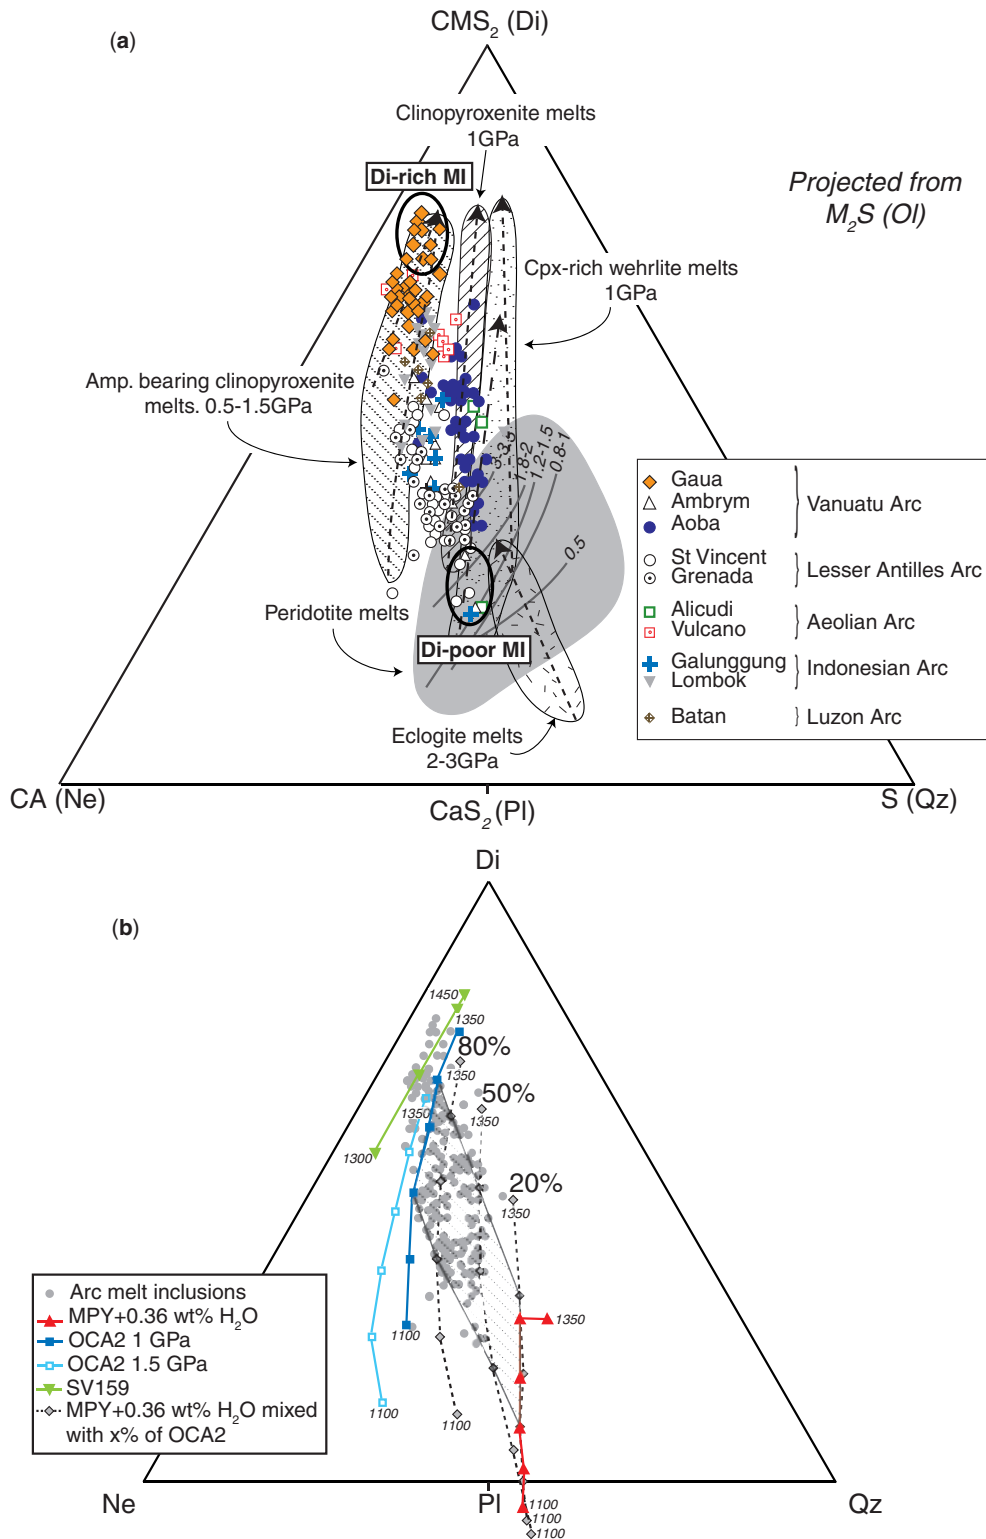 (a)
CMS2 (Di)
Clinopyroxenite melts
1GPa
Di-rich MI
Projected from
M2S (Ol)
Cpx-rich wehrlite melts
1GPa
Amp. bearing clinopyroxenite
melts. 0.5-1.5GPa
3-3.5
1.8-2
1.2-1.5
0.8-1
0.5
Gaua
Ambrym
Aoba
Vanuatu Arc
St Vincent
Grenada
Lesser Antilles Arc
Alicudi
Vulcano
Aeolian Arc
Galunggung
Lombok
Indonesian Arc
Batan
Luzon Arc
Peridotite melts
Di-poor MI
Eclogite melts
2-3GPa
CA (Ne)
CaS2 (Pl)
S (Qz)
(b)
Di
1450
1350
80%
1350
50%
1350
1350
20%
1350
1300
1350
1100
1100
1100
1100
1100
1100
Arc melt inclusions
MPY+0.36 wt% H2O
OCA2 1 GPa
OCA2 1.5 GPa
SV159
MPY+0.36 wt% H2O mixed
with x% of OCA2
Ne
Pl
Qz